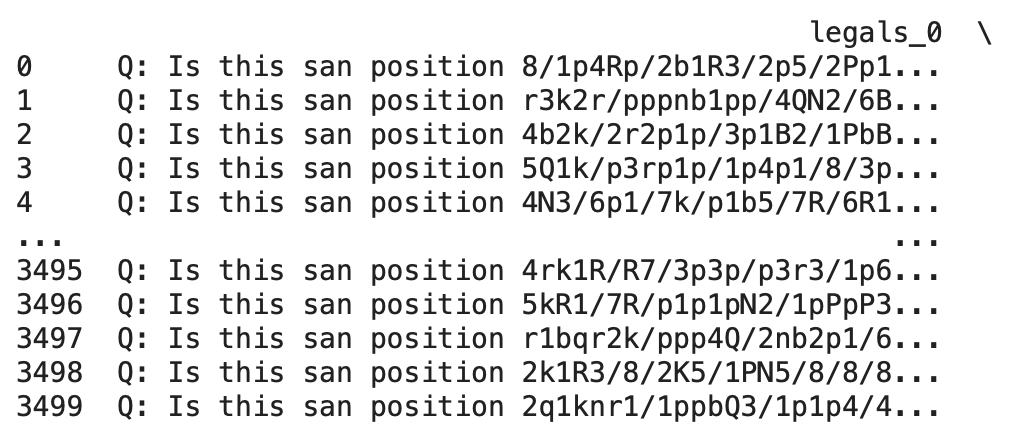 legals_0 \
0 Q: Is this san position 8/1p4Rp/2b1R3/2p5/2Pp1...
1 Q: Is this san position r3k2r/pppnb1pp/4QN2/6B...
2 Q: Is this san position 4b2k/2r2p1p/3p1B2/1PbB...
3 Q: Is this san position 5Q1k/p3rp1p/1p4p1/8/3p...
4 Q: Is this san position 4N3/6p1/7k/p1b5/7R/6R1...
... ...
3495 Q: Is this san position 4rk1R/R7/3p3p/p3r3/1p6...
3496 Q: Is this san position 5kR1/7R/p1p1pN2/1pPpP3...
3497 Q: Is this san position r1bqr2k/ppp4Q/2nb2p1/6...
3498 Q: Is this san position 2k1R3/8/2K5/1PN5/8/8/8...
3499 Q: Is this san position 2q1knr1/1ppbQ3/1p1p4/4...